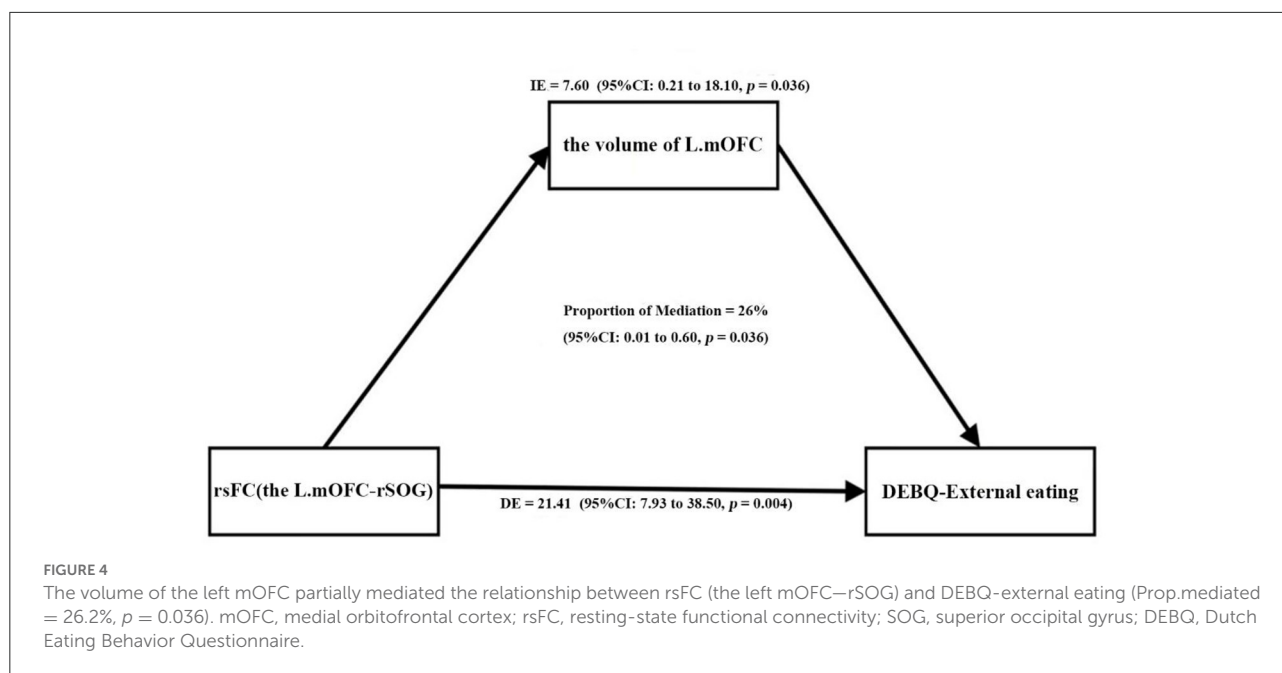 IE = 7.60 (95%CI: 0.21 to 18.10, p = 0.036)
the volume of L.mOFC
Proportion of Mediation = 26%
(95%CI: 0.01 to 0.60, p = 0.036)
rsFC(the L.mOFC-rSOG)
DE = 21.41 (95%CI: 7.93 to 38.50, p = 0.004)
DEBQ-External eating
FIGURE 4
The volume of the left mOFC partially mediated the relationship between rsFC (the left mOFC—rSOG) and DEBQ-external eating (Prop.mediated
= 26.2%, p = 0.036). mOFC, medial orbitofrontal cortex; rsFC, resting-state functional connectivity; SOG, superior occipital gyrus; DEBQ, Dutch
Eating Behavior Questionnaire.